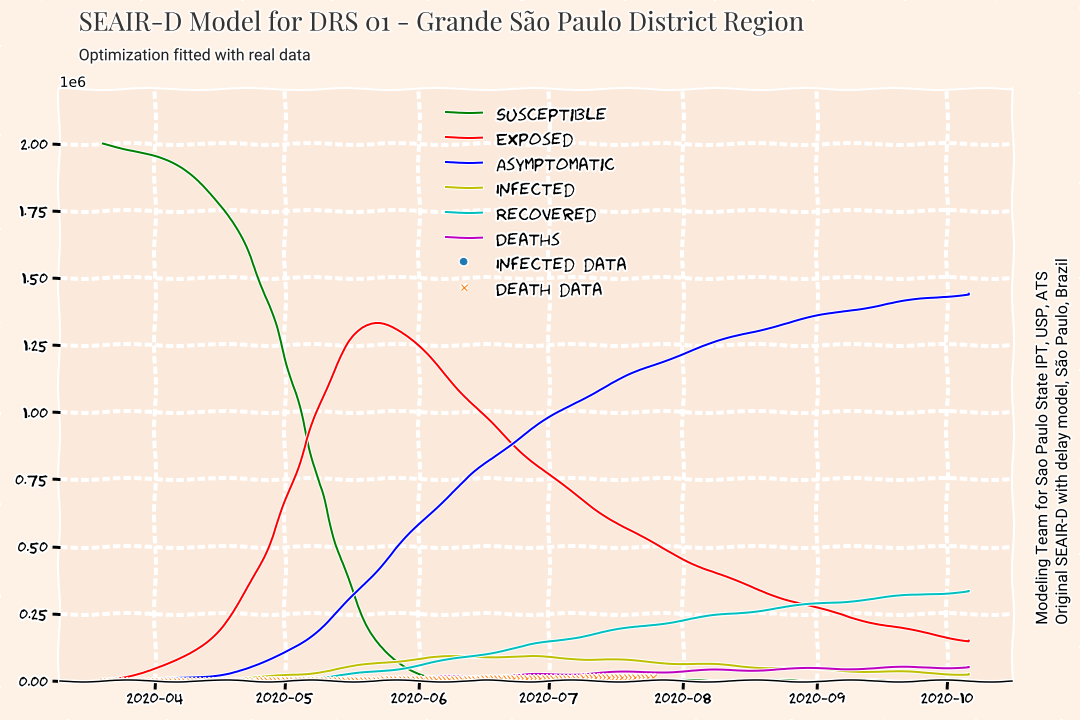 SEAIR-D Model for DRS 01 - Grande São Paulo District Region
Optimization fitted with real data
1e6
SUSCEPTIBLE
EXPOSED
ASYMPTOMATIC
INFECTED
RECOVERED
DEATHS
INFECTED DATA
DEATH DATA
2.00
1.75
1.50
1.25
1.00
0.75
0.50
0.25
0.00
2020-04
2020-05
2020-06
2020-07
2020-08
2020-09
2020-10
Modeling Team for Sao Paulo State IPT, USP, ATS
Original SEAIR-D with delay model, São Paulo, Brazil